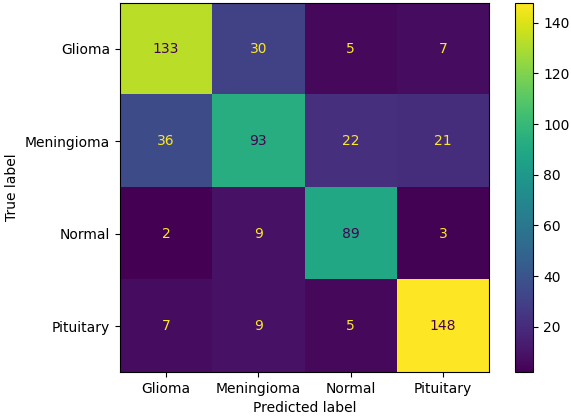 True label
Glioma
133 30 5 7
Meningioma
36 93 22 21
Normal
2 9 89 3
Pituitary
7 9 5 148
Glioma Meningioma Normal Pituitary
Predicted label
140
120
100
80
60
40
20